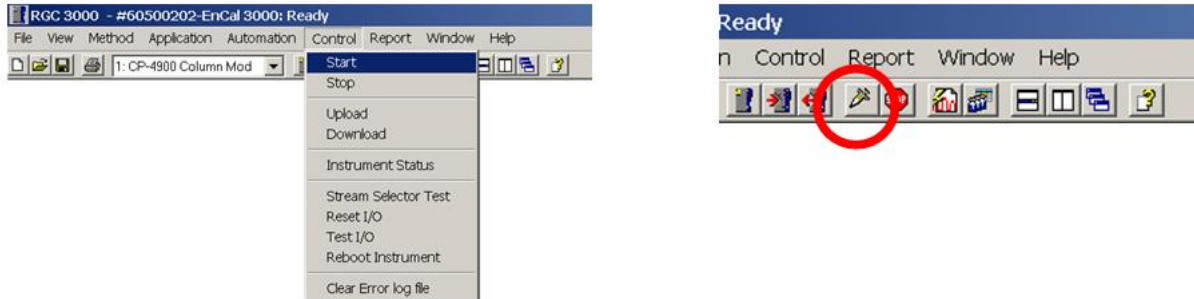 RGC 3000 - #60500202-EnCal 3000: Ready
File View Method Application Automation Control Report Window Help
1: CP-4900 Column Mod
Start
Stop
Upload
Download
Instrument Status
Stream Selector Test
Reset I/O
Test I/O
Reboot Instrument
Clear Error log file
Ready
n Control Report Window Help
STOP